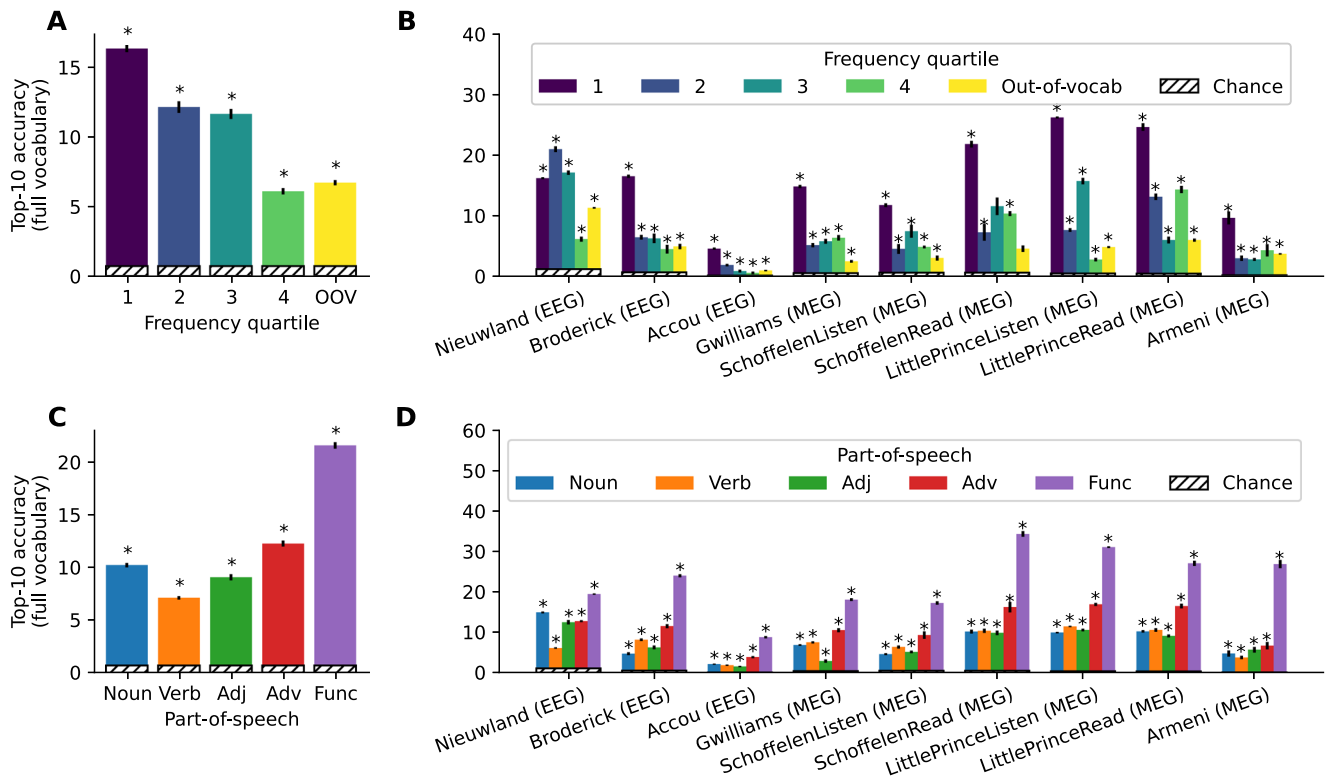 A
Top-10 accuracy
(full vocabulary)
15
10
5
0
* * * * *
1 2 3 4 OOV
Frequency quartile
B
40
30
20
10
0
Frequency quartile
1 2 3 4 Out-of-vocab Chance
Nieuwland (EEG)
Broderick (EEG)
Accou (EEG)
Gwilliams (MEG)
SchoffelenListen (MEG)
SchoffelenRead (MEG)
LittlePrinceListen (MEG)
LittlePrinceRead (MEG)
Armeni (MEG)
C
Top-10 accuracy
(full vocabulary)
20
15
10
5
0
* * * * *
Noun Verb Adj Adv Func
Part-of-speech
D
60
50
40
30
20
10
0
Part-of-speech
Noun Verb Adj Adv Func Chance
Nieuwland (EEG)
Broderick (EEG)
Accou (EEG)
Gwilliams (MEG)
SchoffelenListen (MEG)
SchoffelenRead (MEG)
LittlePrinceListen (MEG)
LittlePrinceRead (MEG)
Armeni (MEG)